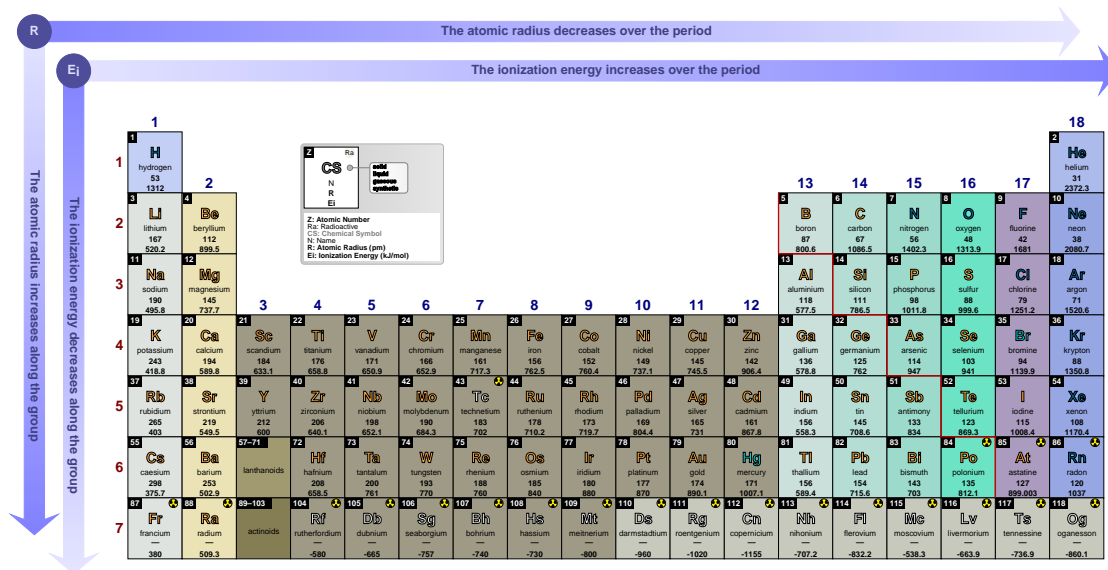 R
The atomic radius decreases over the period
Ei
The ionization energy increases over the period
The atomic radius increases along the group
The ionization energy decreases along the group
1
18
1
1
H
hydrogen
53
1312
2
He
helium
31
2372.3
Z
Ra
CS
N
R
Ei
solid
liquid
gaseous
synthetic
Z: Atomic Number
Ra: Radioactive
CS: Chemical Symbol
N: Name
R: Atomic Radius (pm)
Ei: Ionization Energy (kJ/mol)
2
13 14 15 16 17
2
3 4 5 6 7 8 9 10
Li Be B C N O F Ne
lithium beryllium boron carbon nitrogen oxygen fluorine neon
167 112 87 67 56 48 42 38
520.2 899.5 800.6 1086.5 1402.3 1313.9 1681 2080.7
3
11 12 13 14 15 16 17 18
Na Mg Al Si P S Cl Ar
sodium magnesium aluminium silicon phosphorus sulfur chlorine argon
190 145 118 111 98 88 79 71
495.8 737.7 577.5 786.5 1011.8 999.6 1251.2 1520.6
3 4 5 6 7 8 9 10 11 12
4
19 20 21 22 23 24 25 26 27 28 29 30 31 32 33 34 35 36
K Ca Sc Ti V Cr Mn Fe Co Ni Cu Zn Ga Ge As Se Br Kr
potassium calcium scandium titanium vanadium chromium manganese iron cobalt nickel copper zinc gallium germanium arsenic selenium bromine krypton
243 194 184 176 171 166 161 156 152 149 145 142 136 125 114 103 94 88
418.8 589.8 633.1 658.8 650.9 652.9 717.3 762.5 760.4 737.1 745.5 906.4 578.8 762 947 941 1139.9 1350.8
5
37 38 39 40 41 42 43 44 45 46 47 48 49 50 51 52 53 54
Rb Sr Y Zr Nb Mo Tc Ru Rh Pd Ag Cd In Sn Sb Te I Xe
rubidium strontium yttrium zirconium niobium molybdenum technetium ruthenium rhodium palladium silver cadmium indium tin antimony tellurium iodine xenon
265 219 212 206 198 190 183 178 173 169 165 161 156 145 133 123 115 108
403 549.5 600 640.1 652.1 684.3 702 710.2 719.7 804.4 731 867.8 558.3 708.6 834 869.3 1008.4 1170.4
6
55 56 57–71 72 73 74 75 76 77 78 79 80 81 82 83 84 85 86
Cs Ba Hf Ta W Re Os Ir Pt Au Hg Tl Pb Bi Po At Rn
caesium barium lanthanoids hafnium tantalum tungsten rhenium osmium iridium platinum gold mercury thallium lead bismuth polonium astatine radon
298 253 208 200 193 188 185 180 177 174 171 156 154 143 135 127 120
375.7 502.9 658.5 761 770 760 840 880 870 890.1 1007.1 589.4 715.6 703 812.1 899.003 1037
7
87 88 89–103 104 105 106 107 108 109 110 111 112 113 114 115 116 117 118
Fr Ra Rf Db Sg Bh Hs Mt Ds Rg Cn Nh Fl Mc Lv Ts Og
francium radium actinoids rutherfordium dubnium seaborgium bohrium hassium meitnerium darmstadtium roentgenium copernicium nihonium flerovium moscovium livermorium tennessine oganesson
— — — — — — — — — — — — — — — — —
380 509.3 -580 -665 -757 -740 -730 -800 -960 -1020 -1155 -707.2 -832.2 -538.3 -663.9 -736.9 -860.1